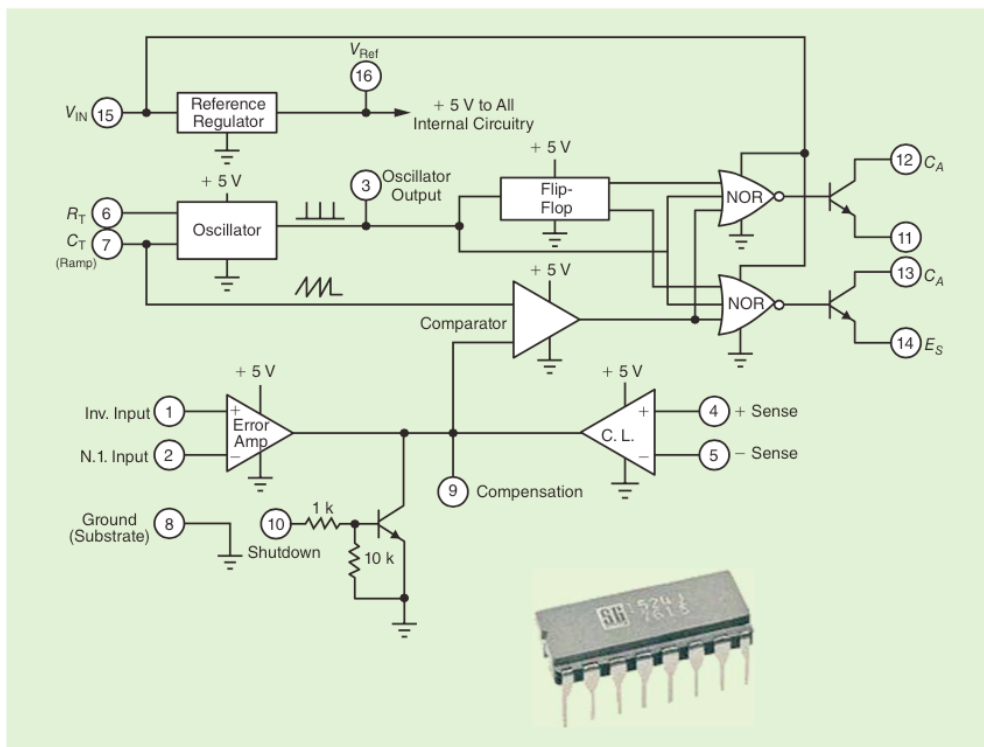 V_Ref
16
V_IN 15
Reference
Regulator
+ 5 V to All
Internal Circuitry
+ 5 V
3 Oscillator
Output
+ 5 V
Flip-
Flop
NOR
12 C_A
R_T 6
Oscillator
C_T 7
(Ramp)
11
+ 5 V
13 C_A
NOR
Comparator
14 E_S
+ 5 V
+ 5 V
Inv. Input 1
+
Error
Amp
−
N.1. Input 2
C. L.
+
−
4 + Sense
5 − Sense
9 Compensation
Ground
(Substrate)
8
10
Shutdown
1 k
10 k
SG